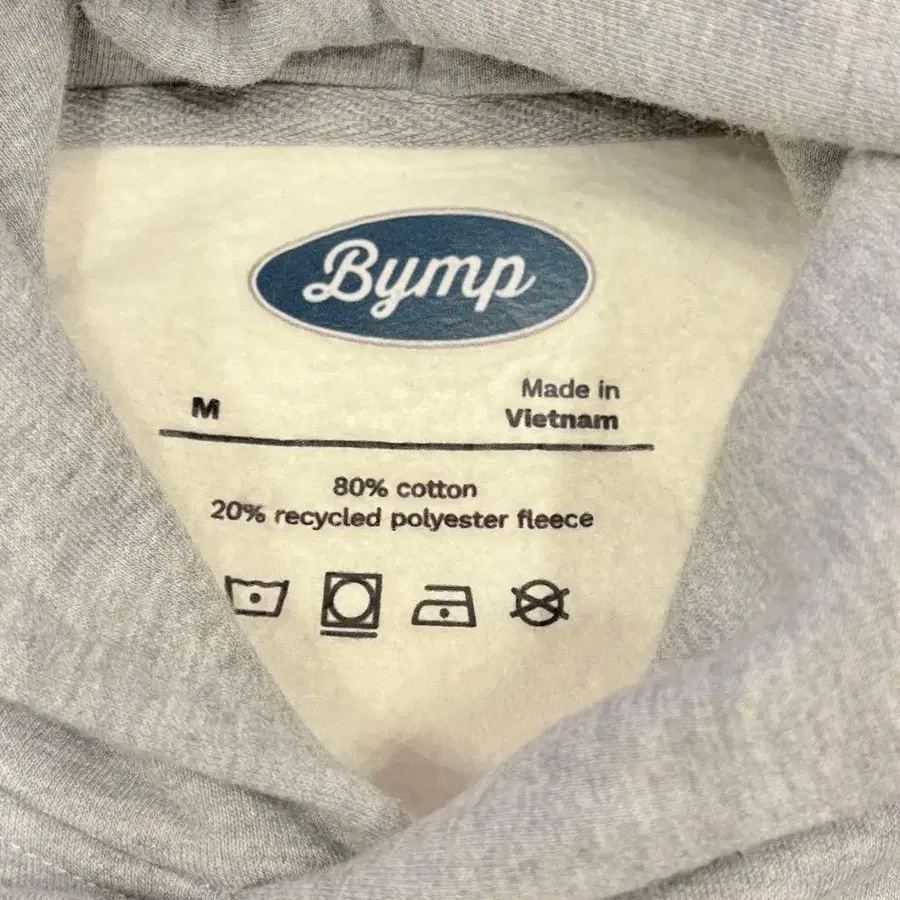 Bymp
M
Made in
Vietnam
80% cotton
20% recycled polyester fleece